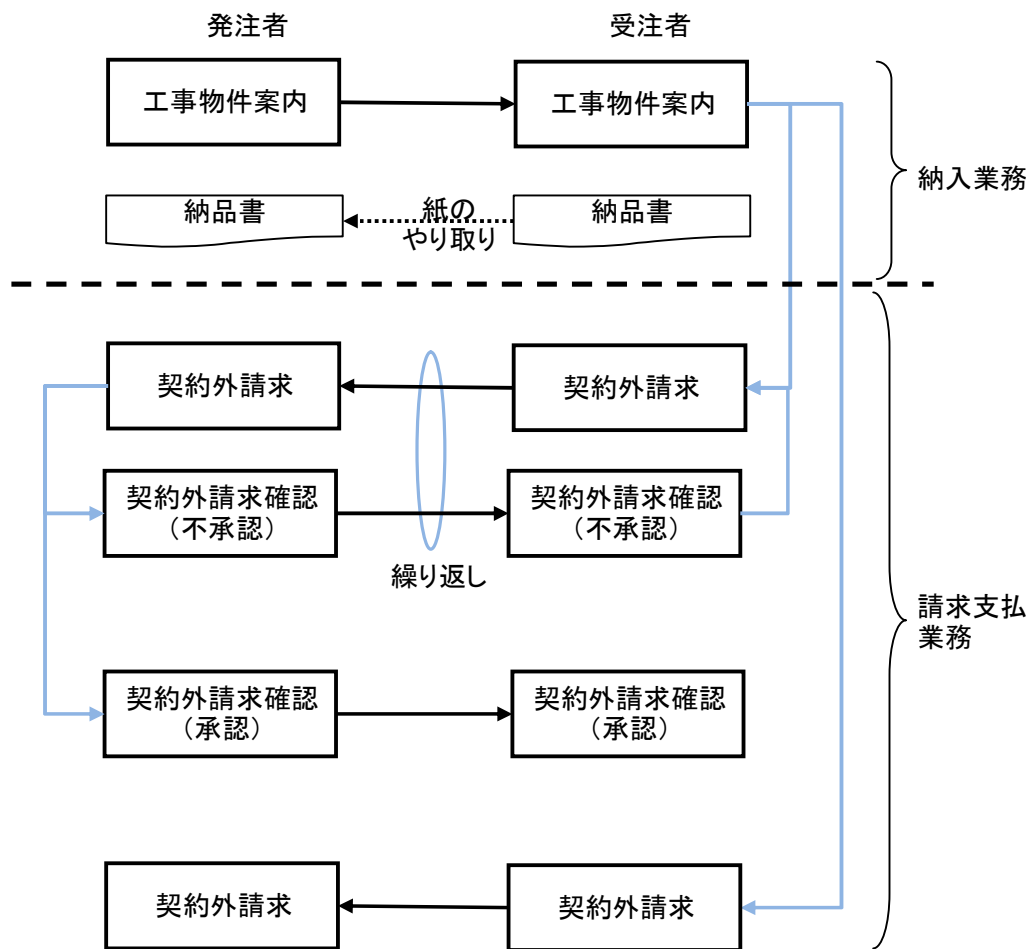 発注者
受注者
工事物件案内
工事物件案内
納入業務
納品書
紙の
やり取り
納品書
契約外請求
契約外請求
契約外請求確認
（不承認）
契約外請求確認
（不承認）
繰り返し
請求支払
業務
契約外請求確認
（承認）
契約外請求確認
（承認）
契約外請求
契約外請求